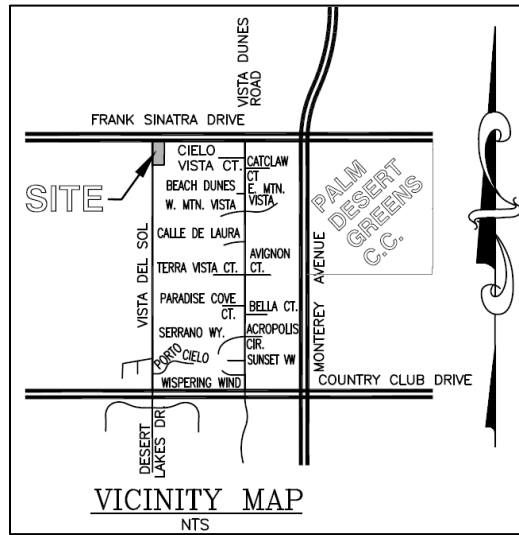 VISTA DUNES
ROAD
FRANK SINATRA DRIVE
CIELO
VISTA CT.
CATCLAW
CT
SITE
BEACH DUNES
E. MTN.
VISTA
W. MTN. VISTA
PALM
DESERT
GREENS
C.C.
CALLE DE LAURA
VISTA DEL SOL
AVIGNON
CT.
TERRA VISTA CT.
MONTEREY AVENUE
PARADISE COVE
CT.
BELLA CT.
SERRANO WY.
ACROPOLIS
CIR.
PORTO CIELO
SUNSET VW
WISPERING WIND
COUNTRY CLUB DRIVE
DESERT
LAKES DR.
VICINITY MAP
NTS